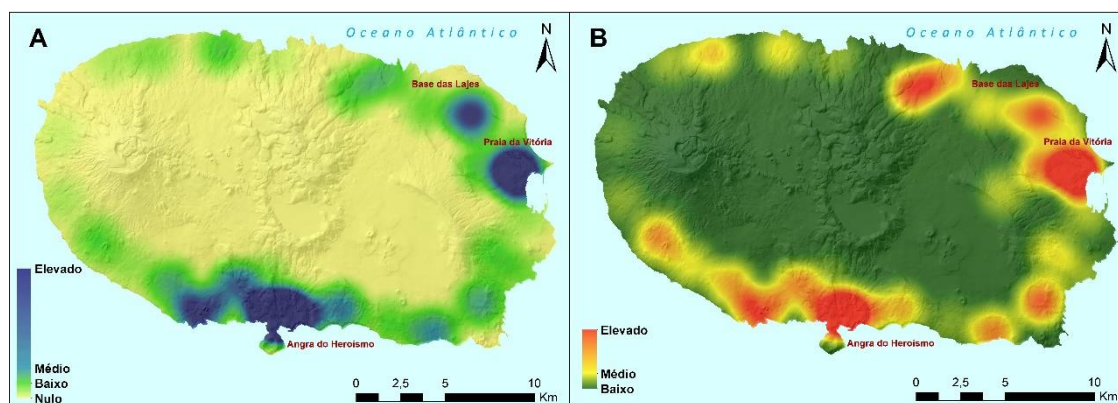 A
Oceano Atlântico
N
Base das Lajes
Praia da Vitória
Angra do Heroísmo
Elevado
Médio
Baixo
Nulo
0 2,5 5 10
Km
B
Oceano Atlântico
N
Base das Lajes
Praia da Vitória
Angra do Heroísmo
Elevado
Médio
Baixo
0 2,5 5 10
Km